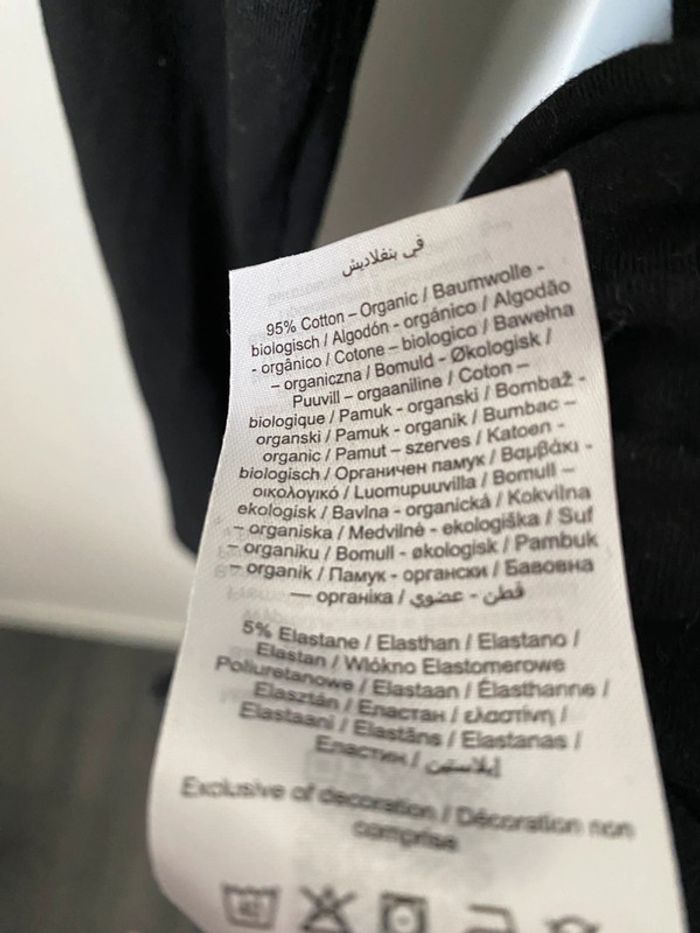 في بنغلاديش
95% Cotton – Organic / Baumwolle -
biologisch / Algodón - orgánico / Algodão
- orgânico / Cotone – biologico / Bawełna
– organiczna / Bomuld - Økologisk /
Puuvill – orgaaniline / Coton –
biologique / Pamuk - organski / Bombaž -
organski / Pamuk - organik / Bumbac –
organic / Pamut – szerves / Katoen -
biologisch / Органичен памук / Βαμβάκι -
οικολογικό / Luomupuuvilla / Bomull –
ekologisk / Bavlna - organická / Kokvilna
– organiska / Medvilnė - ekologiška / Suf
– organiku / Bomull - økologisk / Pambuk
– organik / Памук - органски / Бавовна
— органіка / قطن - عضوي
5% Elastane / Elasthan / Elastano /
Elastan / Włókno Elastomerowe
Poliuretanowe / Elastaan / Élasthanne /
Elasztán / Еластан / ελαστίνη /
Elastaani / Elastāns / Elastanas /
Еластин / إيلاستين
Exclusive of decoration / Décoration non
comprise